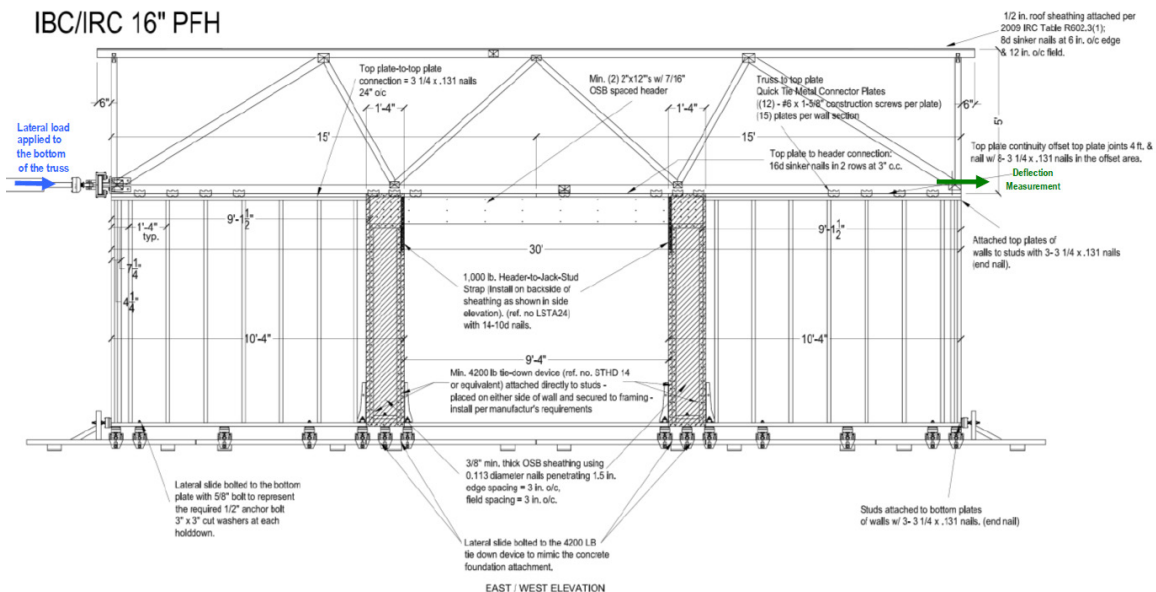 IBC/IRC 16" PFH
1/2 in. roof sheathing attached per
2009 IRC Table R602.3(1);
8d sinker nails at 6 in. o/c edge
& 12 in. o/c field.
Top plate-to-top plate
connection = 3 1/4 x .131 nails
24" o/c
Min. (2) 2"x12"s w/ 7/16"
OSB spaced header
Truss to top plate
Quick Tie Metal Connector Plates
((12) - #6 x 1-5/8" construction screws per plate)
(15) plates per wall section
6"
1'-4"
1'-4"
6"
5'
Lateral load
applied to
the bottom
of the truss
15'
15'
Top plate continuity offset top plate joints 4 ft. &
nail w/ 8- 3 1/4 x .131 nails in the offset area.
Top plate to header connection:
16d sinker nails in 2 rows at 3" c.c.
Deflection
Measurement
9'-1 1/2"
9'-1 1/2"
1'-4"
typ.
30'
Attached top plates of
walls to studs with 3-3 1/4 x .131 nails
(end nail).
7 1/4"
4 1/4"
1,000 lb. Header-to-Jack-Stud
Strap (Install on backside of
sheathing as shown in side
elevation). (ref. no LSTA24)
with 14-10d nails.
10'-4"
10'-4"
9'-4"
Min. 4200 lb tie-down device (ref. no. STHD 14
or equivalent) attached directly to studs -
placed on either side of wall and secured to framing -
install per manufactur's requirements
3/8" min. thick OSB sheathing using
0.113 diameter nails penetrating 1.5 in.
edge spacing = 3 in. o/c,
field spacing = 3 in. o/c.
Lateral slide bolted to the bottom
plate with 5/8" bolt to represent
the required 1/2" anchor bolt
3" x 3" cut washers at each
holddown.
Studs attached to bottom plates
of walls w/ 3- 3 1/4 x .131 nails. (end nail)
Lateral slide bolted to the 4200 LB
tie down device to mimic the concrete
foundation attachment.
EAST / WEST ELEVATION